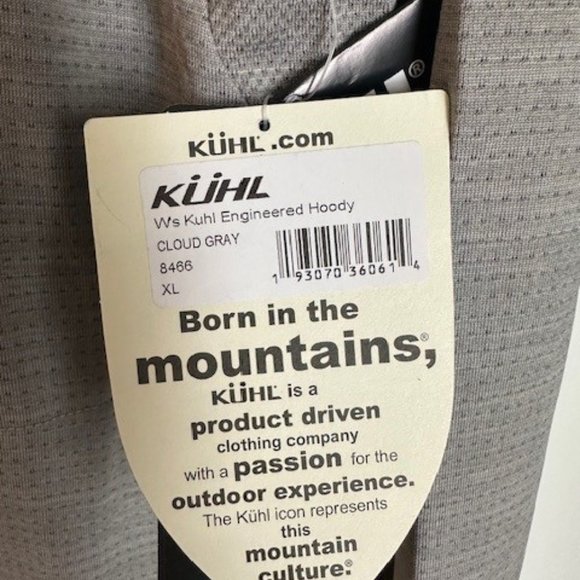 ®
KÜHL .com
KÜHL
W's Kuhl Engineered Hoody
CLOUD GRAY
8466
XL
1 93070 36061 4
Born in the
mountains,®
KÜHL is a
product driven
clothing company
with a passion for the
outdoor experience.
The Kühl icon represents
this
mountain
culture.®